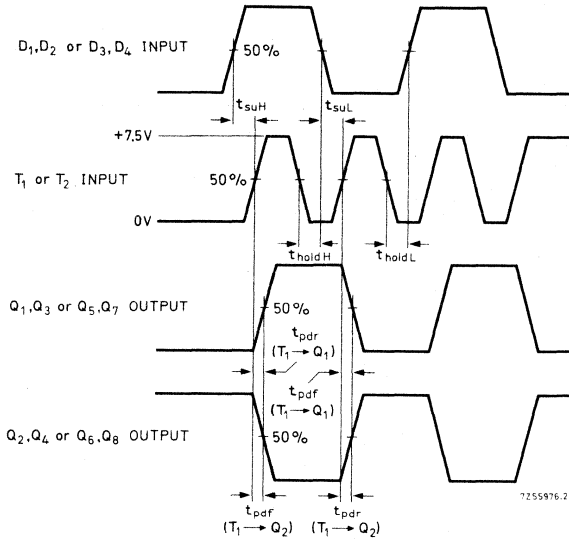 D1,D2 or D3,D4 INPUT
50%
tsuH
tsuL
+7,5V
T1 or T2 INPUT
50%
0V
tholdH
tholdL
Q1,Q3 or Q5,Q7 OUTPUT
50%
tpdr
(T1 → Q1)
tpdf
(T1 → Q1)
Q2,Q4 or Q6,Q8 OUTPUT
50%
7Z55976.2
tpdf
(T1 → Q2)
tpdr
(T1 → Q2)